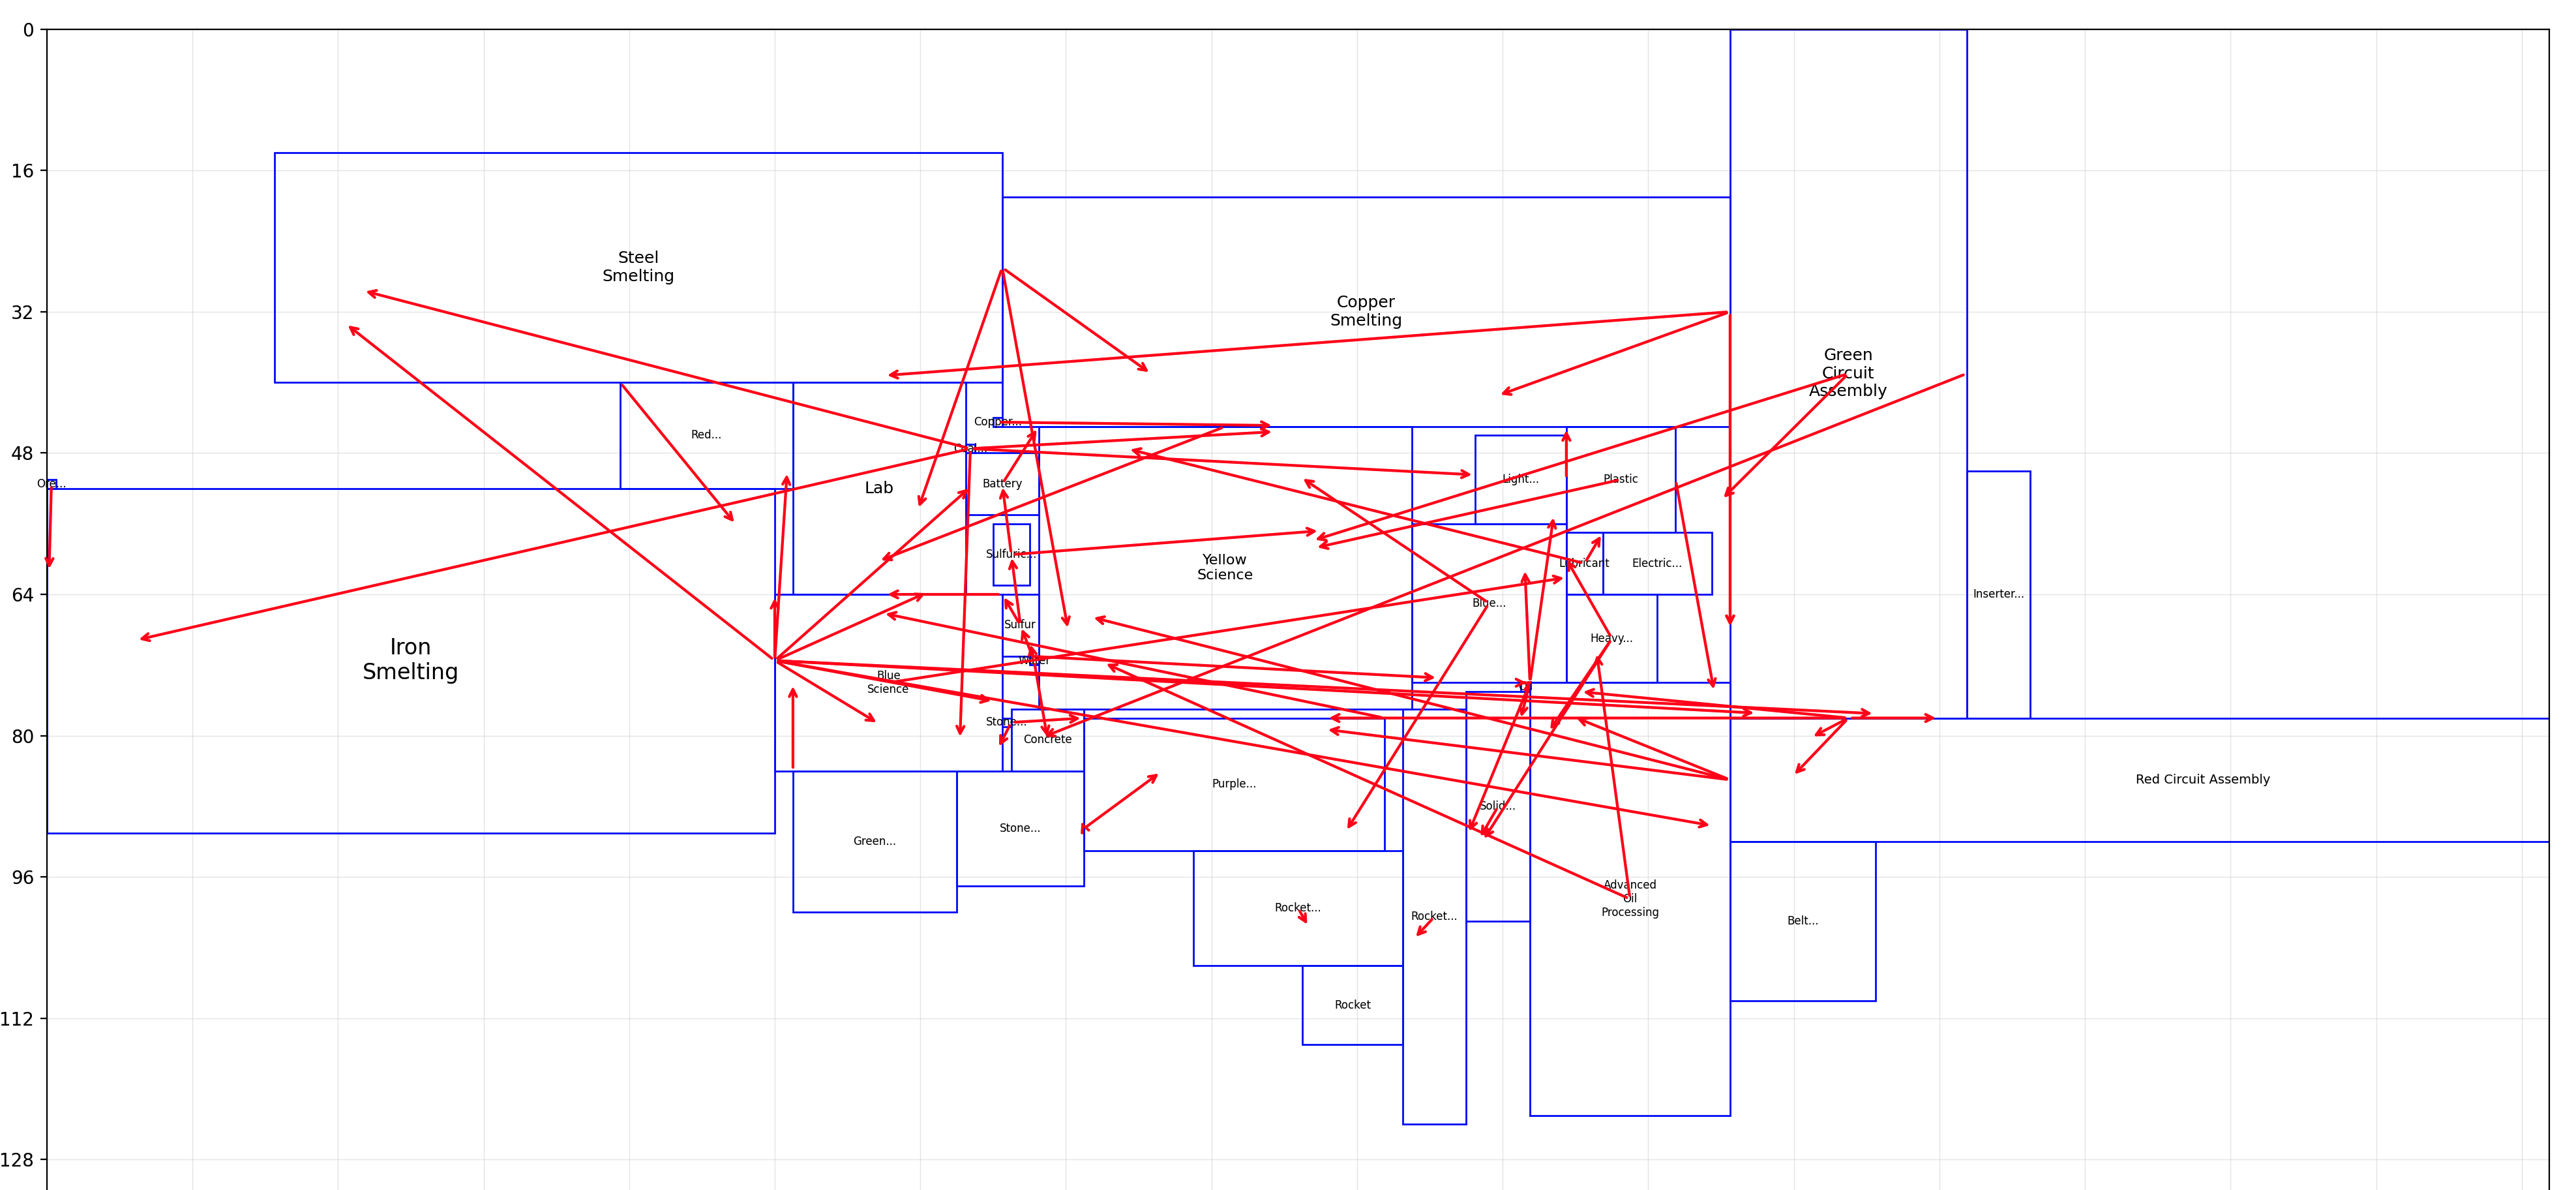 0
16
32
48
64
80
96
112
128
Steel
Smelting
Copper
Smelting
Green
Circuit
Assembly
Red...
Copper...
Lab
Battery
Ore...
Light...
Plastic
Sulfuric...
Yellow
Science
Lubricant
Electric...
Inserter...
Blue...
Sulfur
Heavy...
Iron
Smelting
Water
Blue
Science
Stone...
Concrete
Red Circuit Assembly
Purple...
Solid...
Stone...
Green...
Advanced
Oil
Processing
Rocket...
Rocket...
Belt...
Rocket